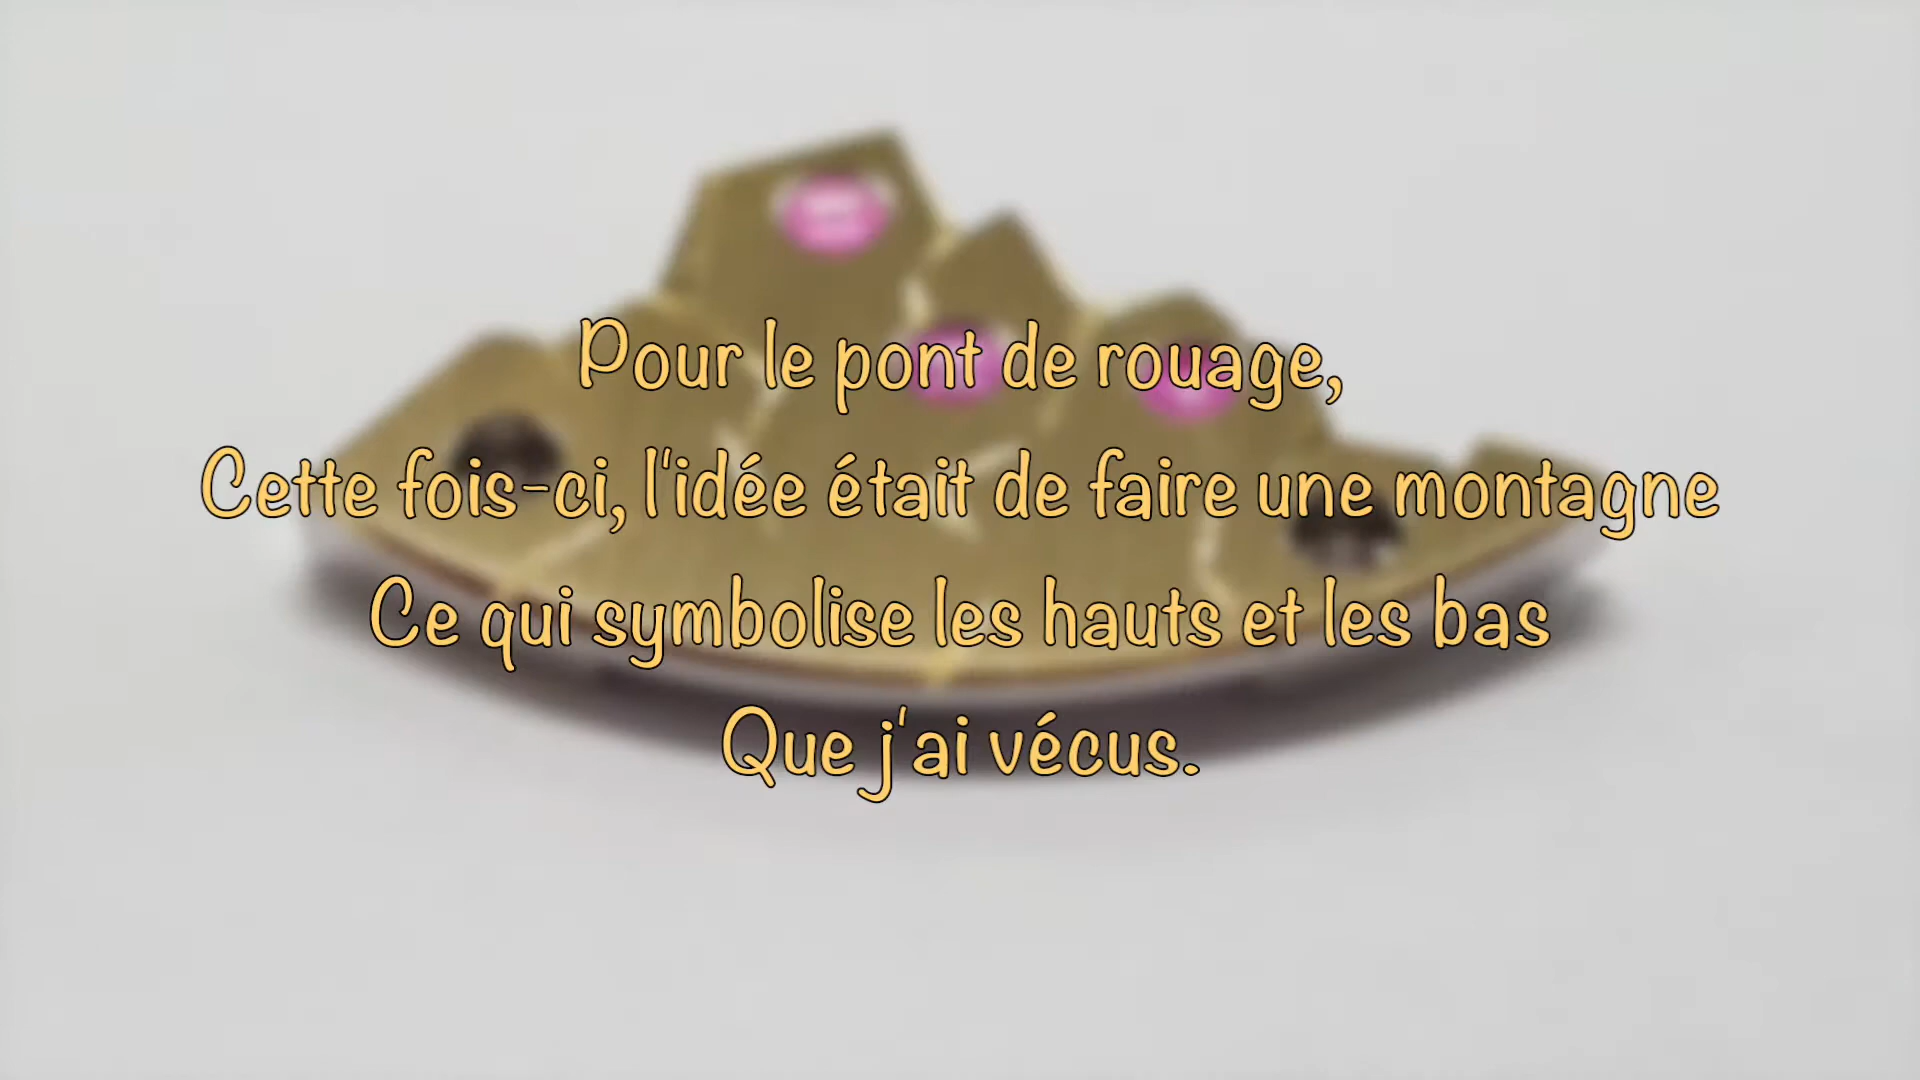 Pour le pont de rouage,
Cette fois-ci, l'idée était de faire une montagne
Ce qui symbolise les hauts et les bas
Que j'ai vécus.